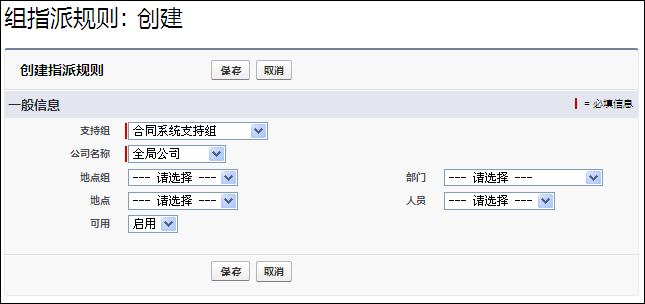 组指派规则：创建
创建指派规则 保存 取消
一般信息 = 必填信息
支持组 合同系统支持组
公司名称 全局公司
地点组 --- 请选择 --- 部门 --- 请选择 ---
地点 --- 请选择 --- 人员 --- 请选择 ---
可用 启用
保存 取消